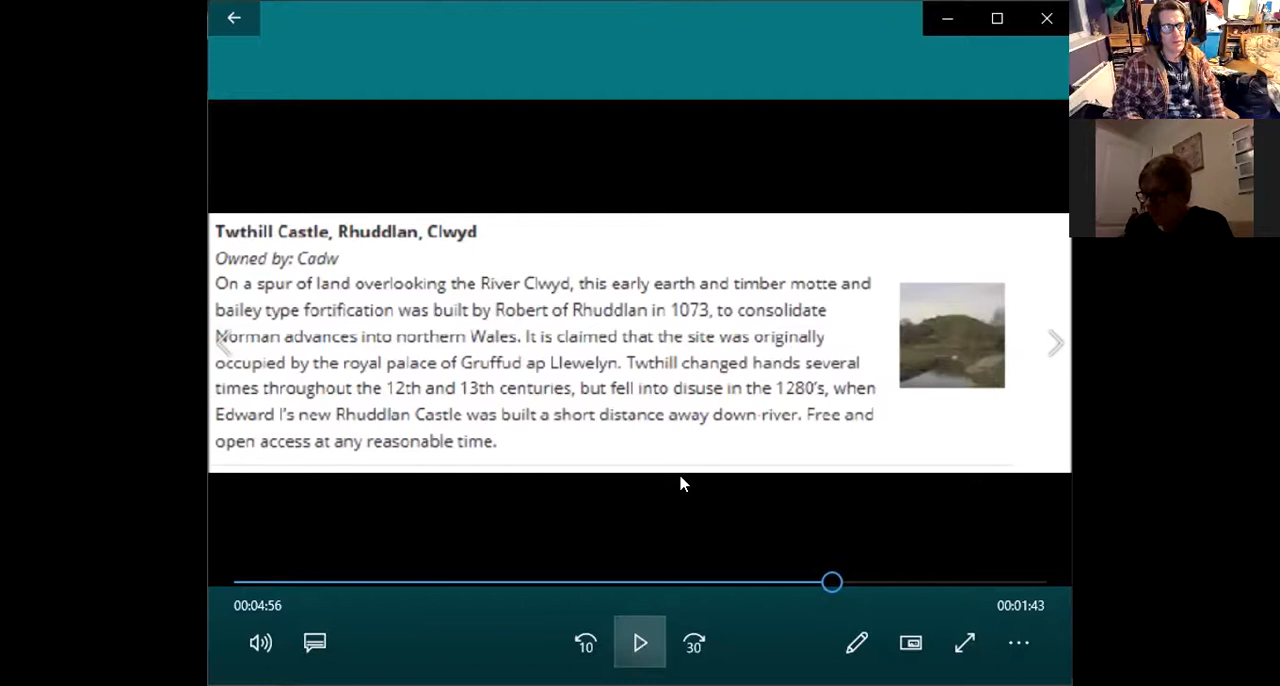 Twthill Castle, Rhuddlan, Clwyd
Owned by: Cadw
On a spur of land overlooking the River Clwyd, this early earth and timber motte and
bailey type fortification was built by Robert of Rhuddlan in 1073, to consolidate
Norman advances into northern Wales. It is claimed that the site was originally
occupied by the royal palace of Gruffud ap Llewelyn. Twthill changed hands several
times throughout the 12th and 13th centuries, but fell into disuse in the 1280's, when
Edward I's new Rhuddlan Castle was built a short distance away down-river. Free and
open access at any reasonable time.
00:04:56
00:01:43
10
30